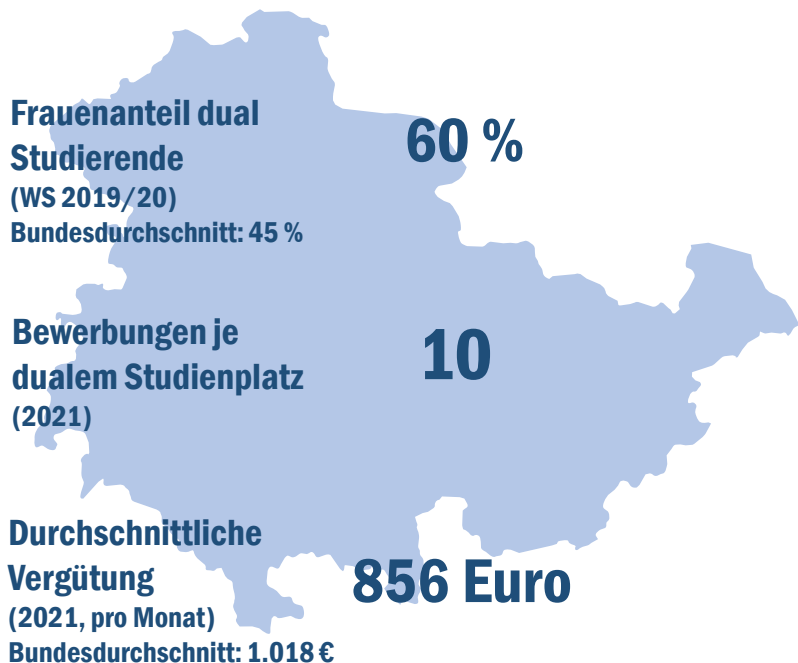 Frauenanteil dual
Studierende
(WS 2019/20)
Bundesdurchschnitt: 45 %
60 %
Bewerbungen je
dualem Studienplatz
(2021)
10
Durchschnittliche
Vergütung
(2021, pro Monat)
Bundesdurchschnitt: 1.018 €
856 Euro